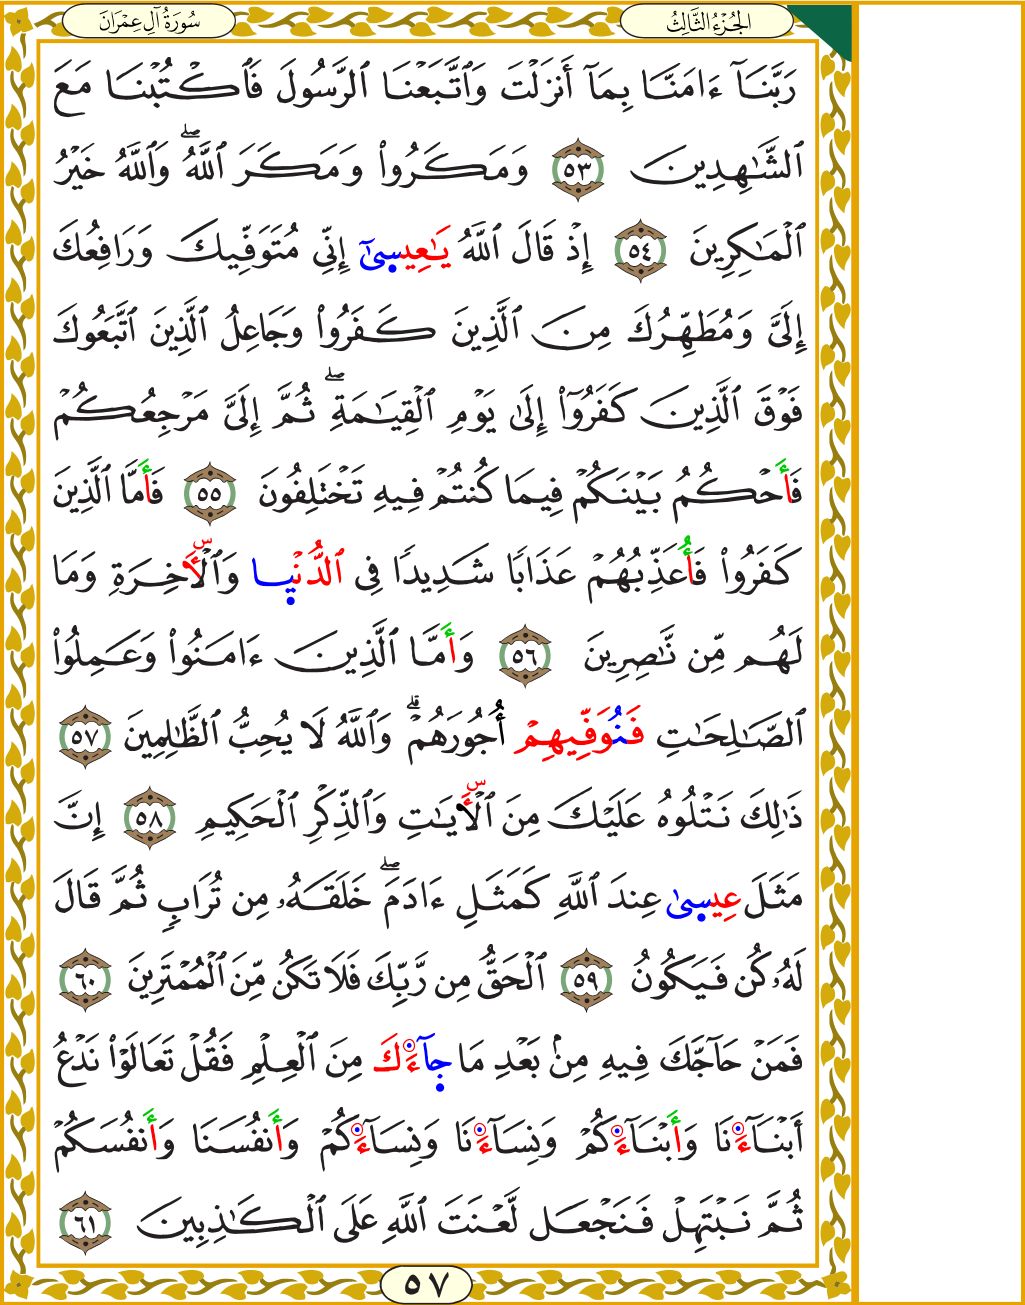 سُورَةُ آلِ عِمْرَانَ
الجُزْءُ الثَّالِثُ
رَبَّنَآ ءَامَنَّا بِمَآ أَنزَلْتَ وَٱتَّبَعْنَا ٱلرَّسُولَ فَٱكْتُبْنَا مَعَ
ٱلشَّٰهِدِينَ ٥٣ وَمَكَرُوا۟ وَمَكَرَ ٱللَّهُۖ وَٱللَّهُ خَيْرُ
ٱلْمَٰكِرِينَ ٥٤ إِذْ قَالَ ٱللَّهُ يَٰعِيسىٰٓ إِنِّي مُتَوَفِّيكَ وَرَافِعُكَ
إِلَيَّ وَمُطَهِّرُكَ مِنَ ٱلَّذِينَ كَفَرُوا۟ وَجَاعِلُ ٱلَّذِينَ ٱتَّبَعُوكَ
فَوْقَ ٱلَّذِينَ كَفَرُوٓا۟ إِلَىٰ يَوْمِ ٱلْقِيَٰمَةِۖ ثُمَّ إِلَيَّ مَرْجِعُكُمْ
فَأَحْكُمُ بَيْنَكُمْ فِيمَا كُنتُمْ فِيهِ تَخْتَلِفُونَ ٥٥ فَأَمَّا ٱلَّذِينَ
كَفَرُوا۟ فَأُعَذِّبُهُمْ عَذَابًا شَدِيدًا فِي ٱلدُّنْيا وَٱلْأَٓخِرَةِ وَمَا
لَهُم مِّن نَّٰصِرِينَ ٥٦ وَأَمَّا ٱلَّذِينَ ءَامَنُوا۟ وَعَمِلُوا۟
ٱلصَّٰلِحَٰتِ فَنُوَفِّيهِمْ أُجُورَهُمْۗ وَٱللَّهُ لَا يُحِبُّ ٱلظَّٰلِمِينَ ٥٧
ذَٰلِكَ نَتْلُوهُ عَلَيْكَ مِنَ ٱلْأٓيَٰتِ وَٱلذِّكْرِ ٱلْحَكِيمِ ٥٨ إِنَّ
مَثَلَ عِيسىٰ عِندَ ٱللَّهِ كَمَثَلِ ءَادَمَۖ خَلَقَهُۥ مِن تُرَابٍ ثُمَّ قَالَ
لَهُۥ كُن فَيَكُونُ ٥٩ ٱلْحَقُّ مِن رَّبِّكَ فَلَا تَكُن مِّنَ ٱلْمُمْتَرِينَ ٦٠
فَمَنْ حَآجَّكَ فِيهِ مِنۢ بَعْدِ مَا جآءَكَ مِنَ ٱلْعِلْمِ فَقُلْ تَعَالَوْا۟ نَدْعُ
أَبْنَآءَنَا وَأَبْنَآءَكُمْ وَنِسَآءَنَا وَنِسَآءَكُمْ وَأَنفُسَنَا وَأَنفُسَكُمْ
ثُمَّ نَبْتَهِلْ فَنَجْعَل لَّعْنَتَ ٱللَّهِ عَلَى ٱلْكَٰذِبِينَ ٦١
٥٧